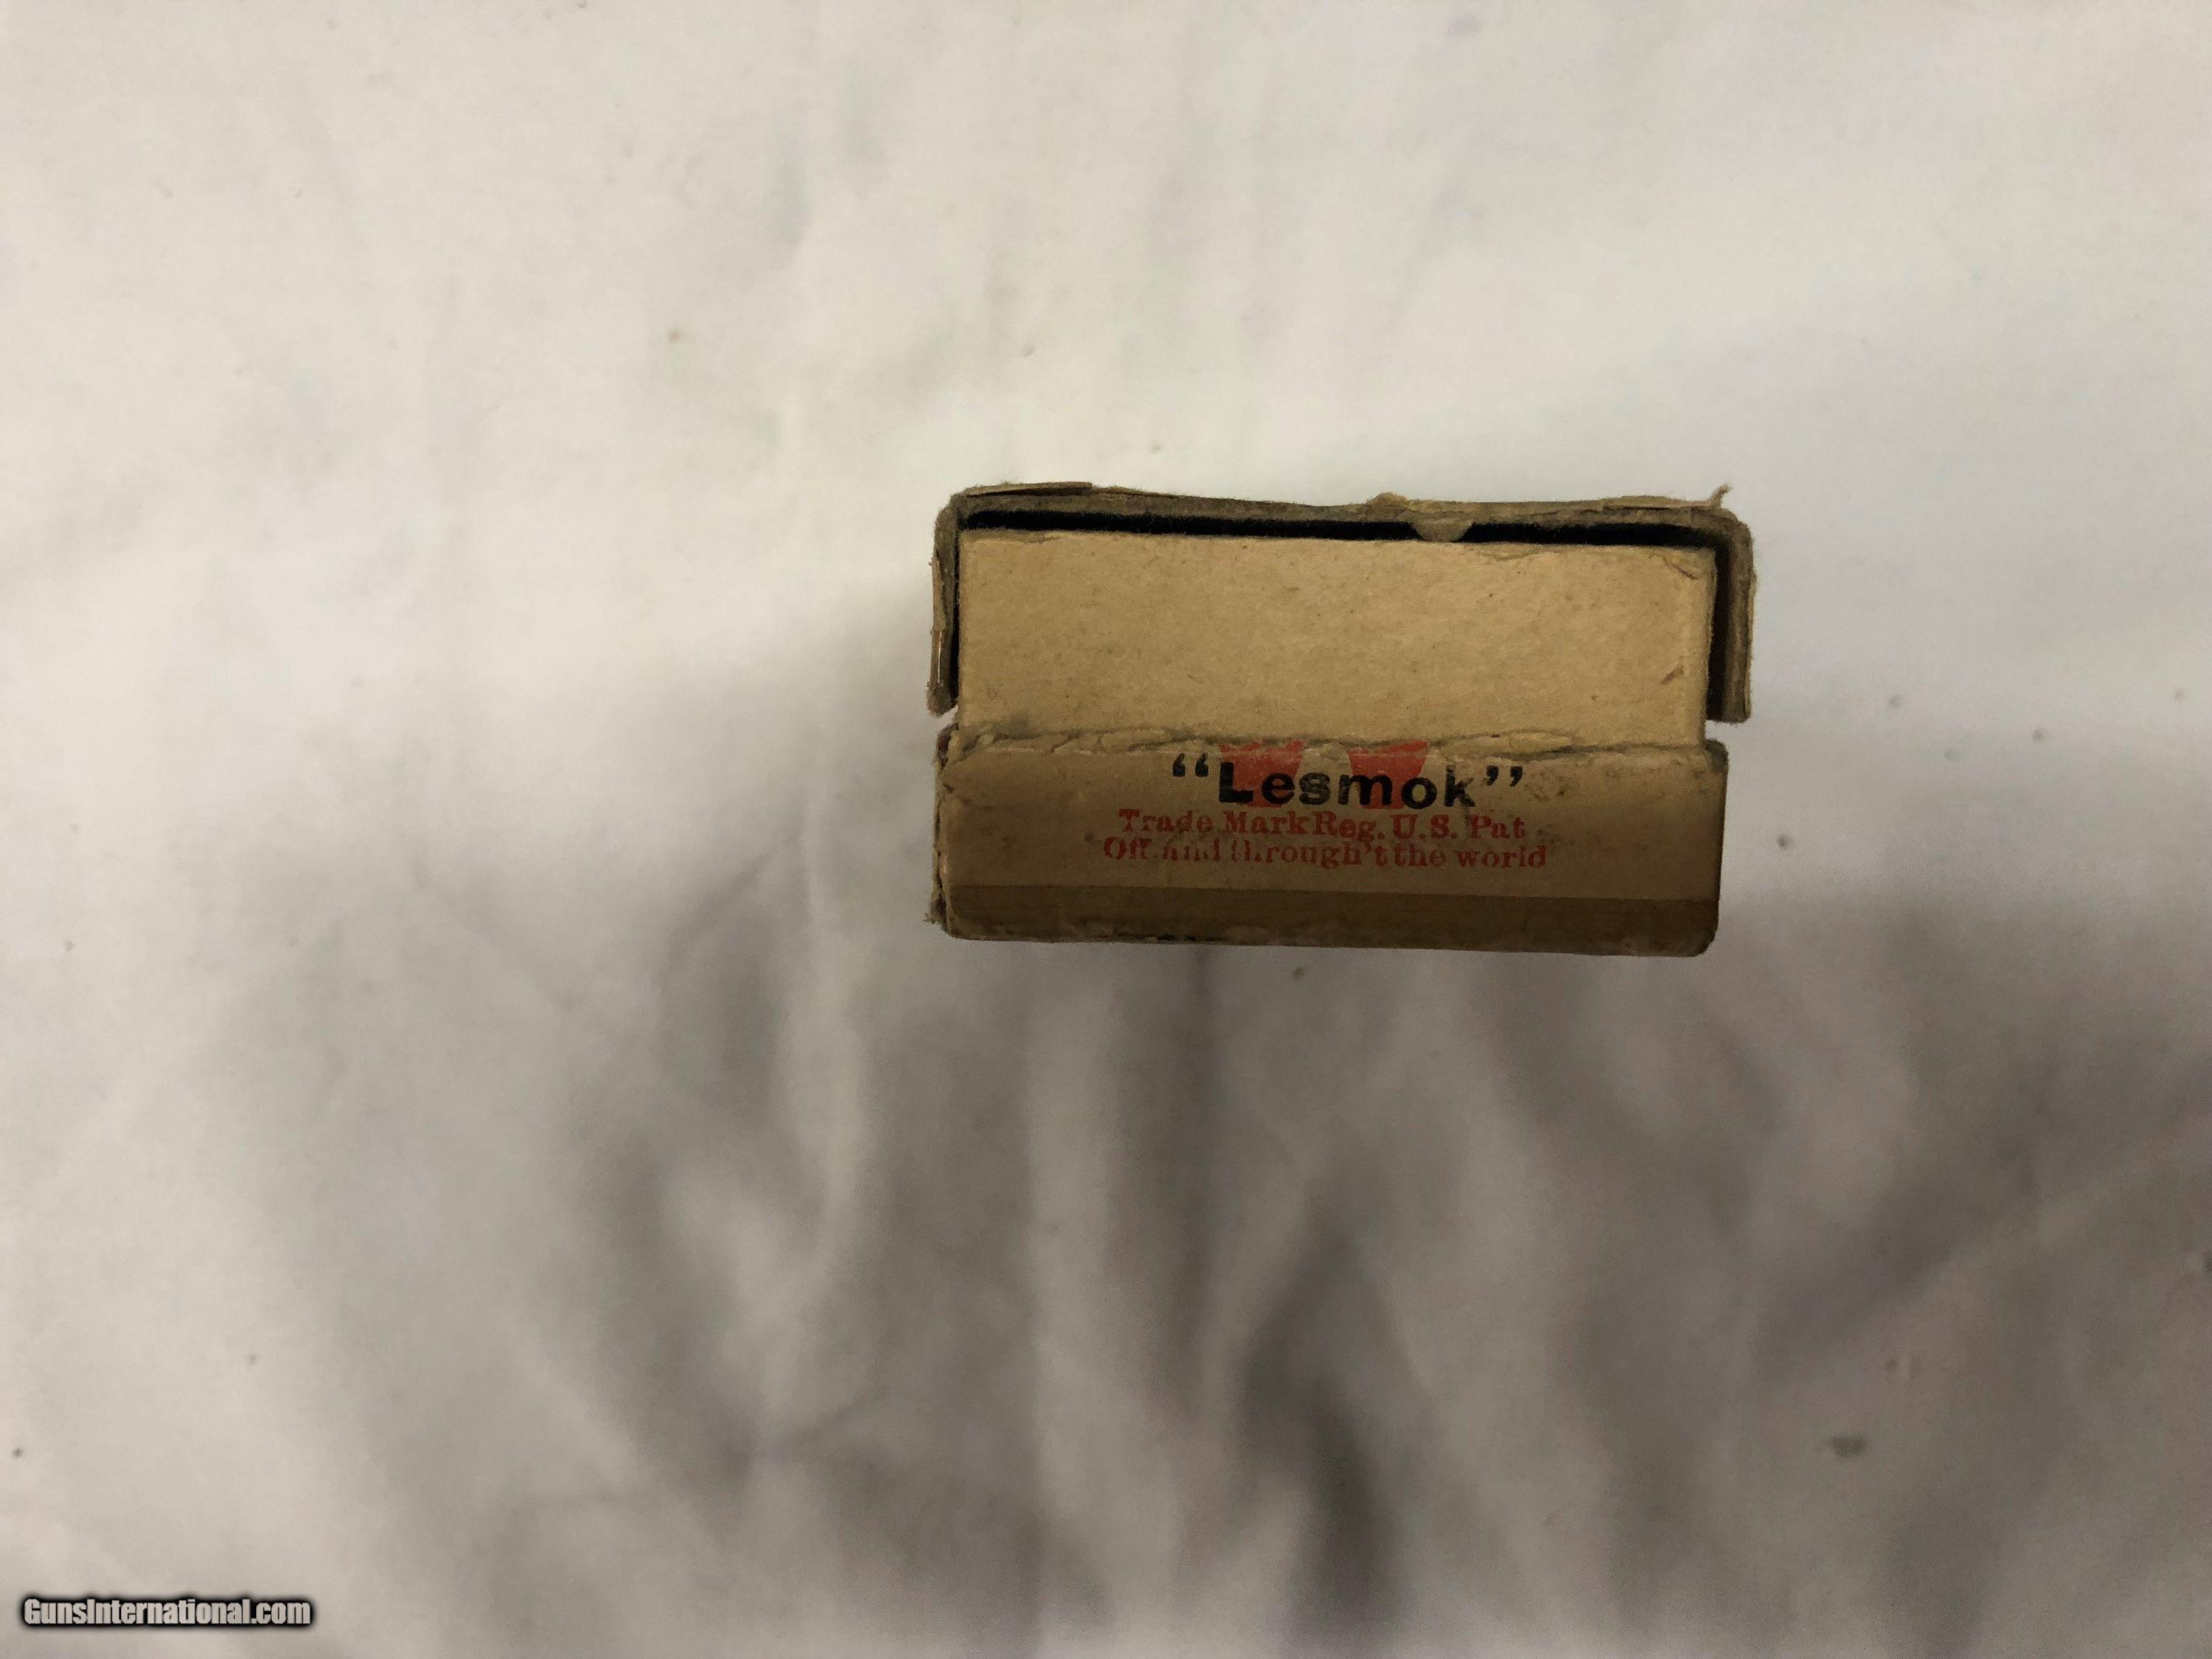 “Lesmok”
Trade Mark Reg. U.S. Pat
Off. and through't the world
GunsInternational.com